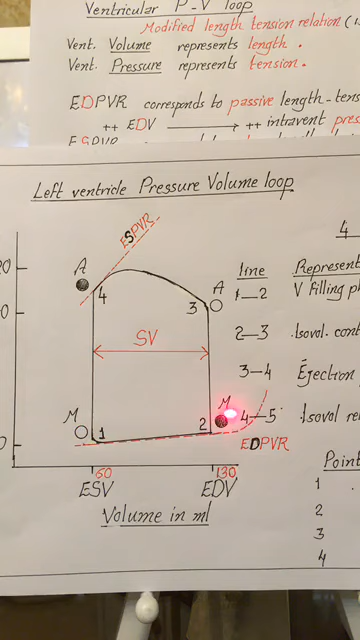 Ventricular P-V loop
Modified length tension relation
Vent. Volume represents length.
Vent. Pressure represents tension.
EDPVR corresponds to passive length-tens
++ EDV → ++ intravent pres
Left ventricle Pressure Volume loop
ESPVR
4
A
4
A
3
SV
M
1
2
M
EDPVR
60
130
ESV
EDV
Volume in ml
line Represent
1—2 V filling ph
2—3 Isovol. cont
3—4 Ejection
4—5 Isovol re
Point
1
2
3
4